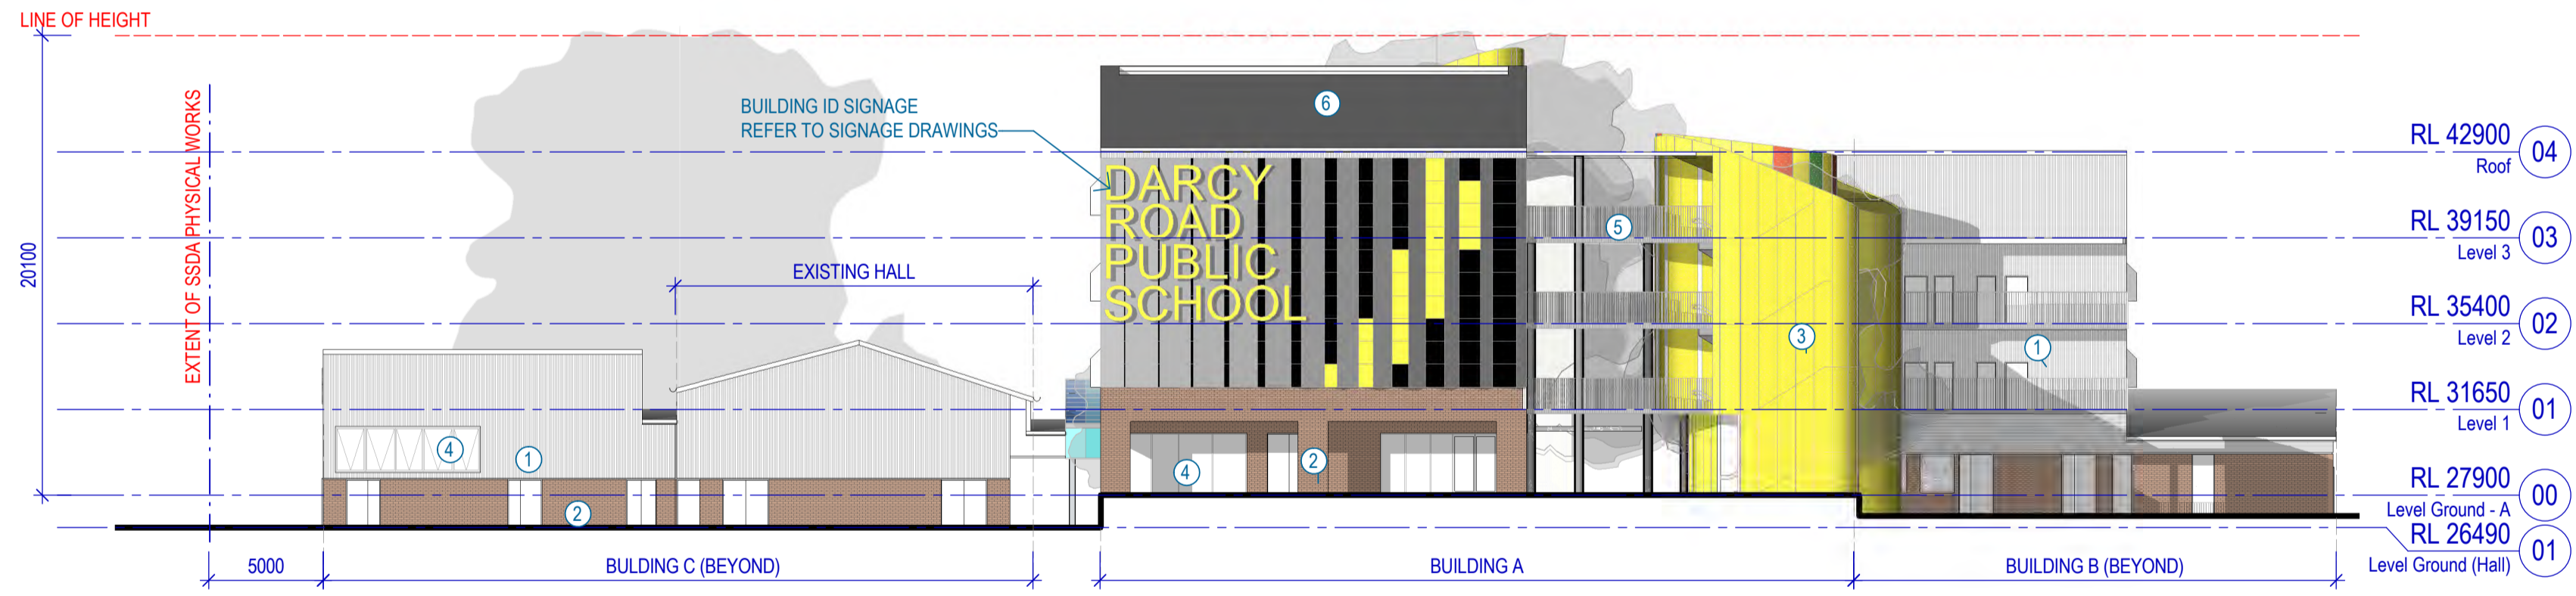 LINE OF HEIGHT
20100
EXTENT OF SSDA PHYSICAL WORKS
BUILDING ID SIGNAGE
REFER TO SIGNAGE DRAWINGS
EXISTING HALL
DARCY
ROAD
PUBLIC
SCHOOL
6
5
3
1
4
1
2
4
2
RL 42900
Roof
04
RL 39150
Level 3
03
RL 35400
Level 2
02
RL 31650
Level 1
01
RL 27900
Level Ground - A
00
RL 26490
Level Ground (Hall)
01
5000
BULDING C (BEYOND)
BUILDING A
BUILDING B (BEYOND)